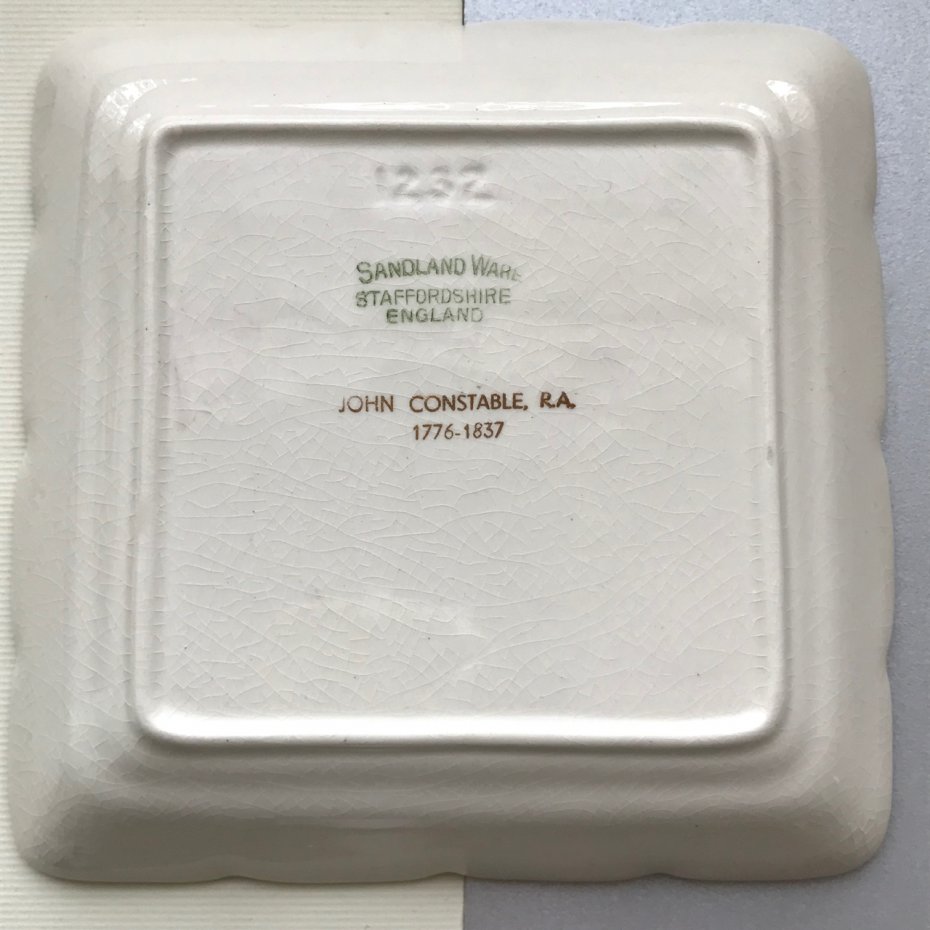 1232
SANDLAND WARE
STAFFORDSHIRE
ENGLAND
JOHN CONSTABLE, R.A.
1776-1837